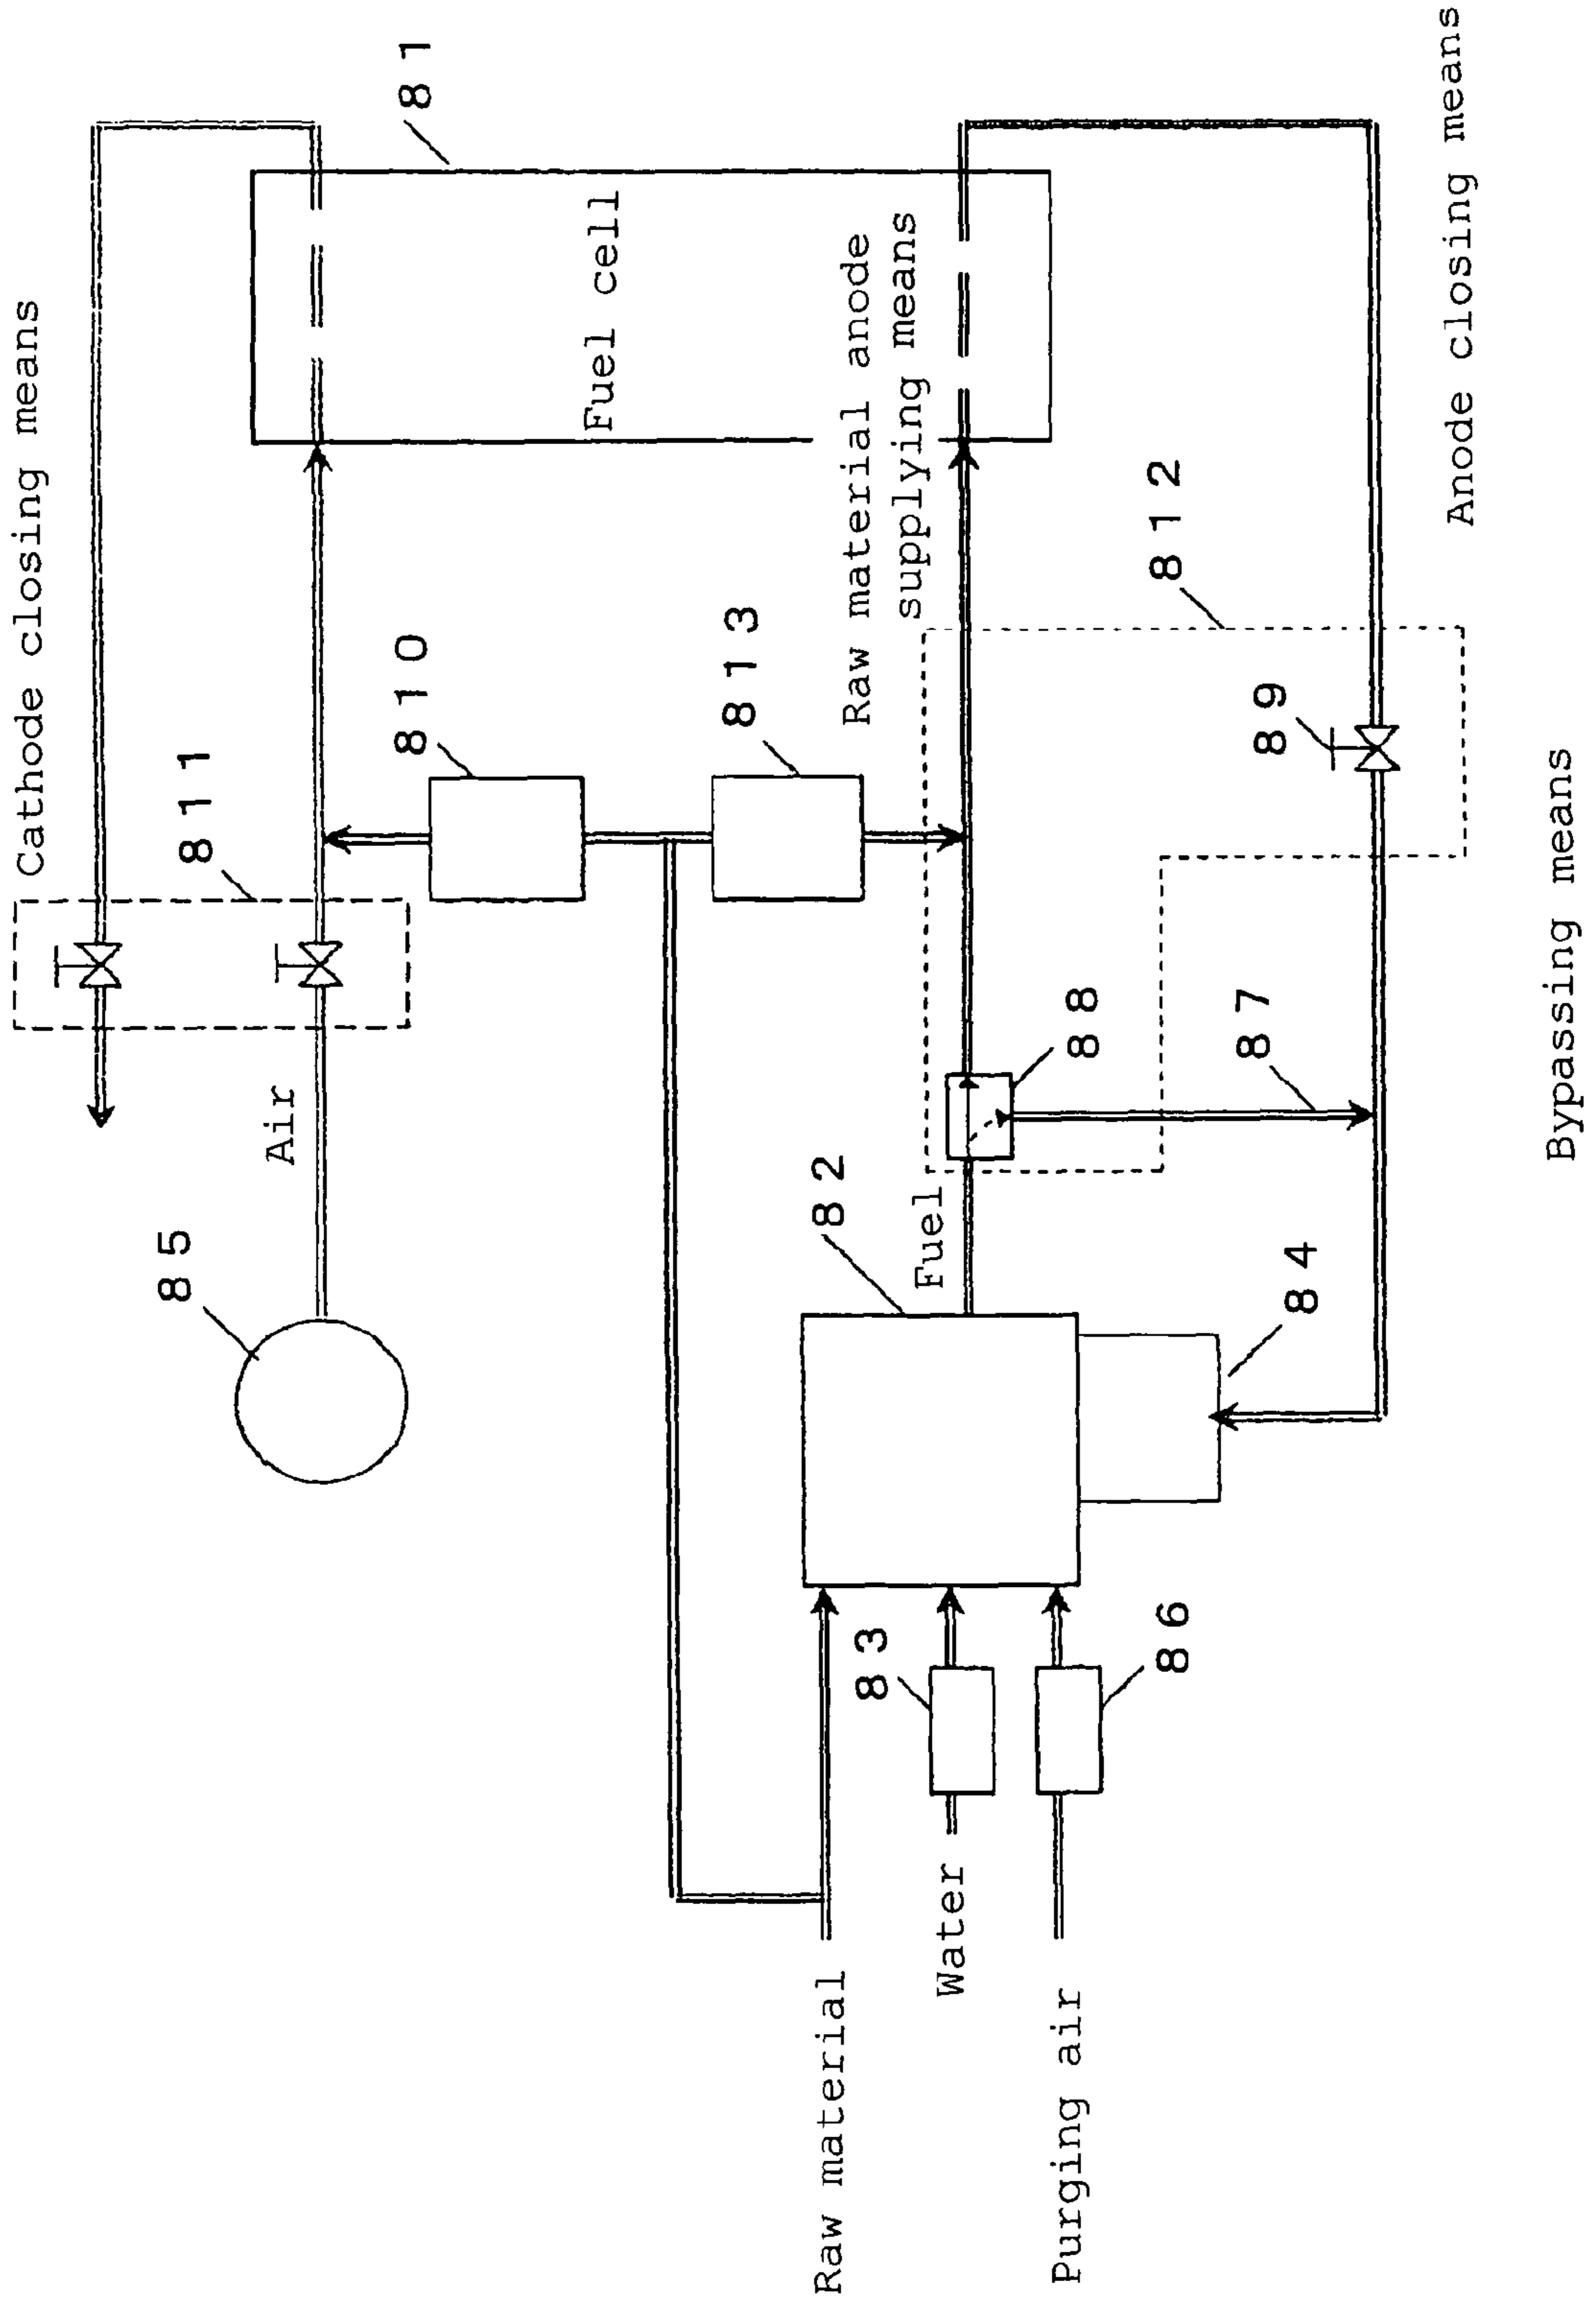 Cathode closing means
811
81
85
Air
810
Fuel cell
813
Raw material anode
supplying means
82
Fuel
88
812
89
87
84
Raw material
83
Water
86
Purging air
Anode closing means
Bypassing means